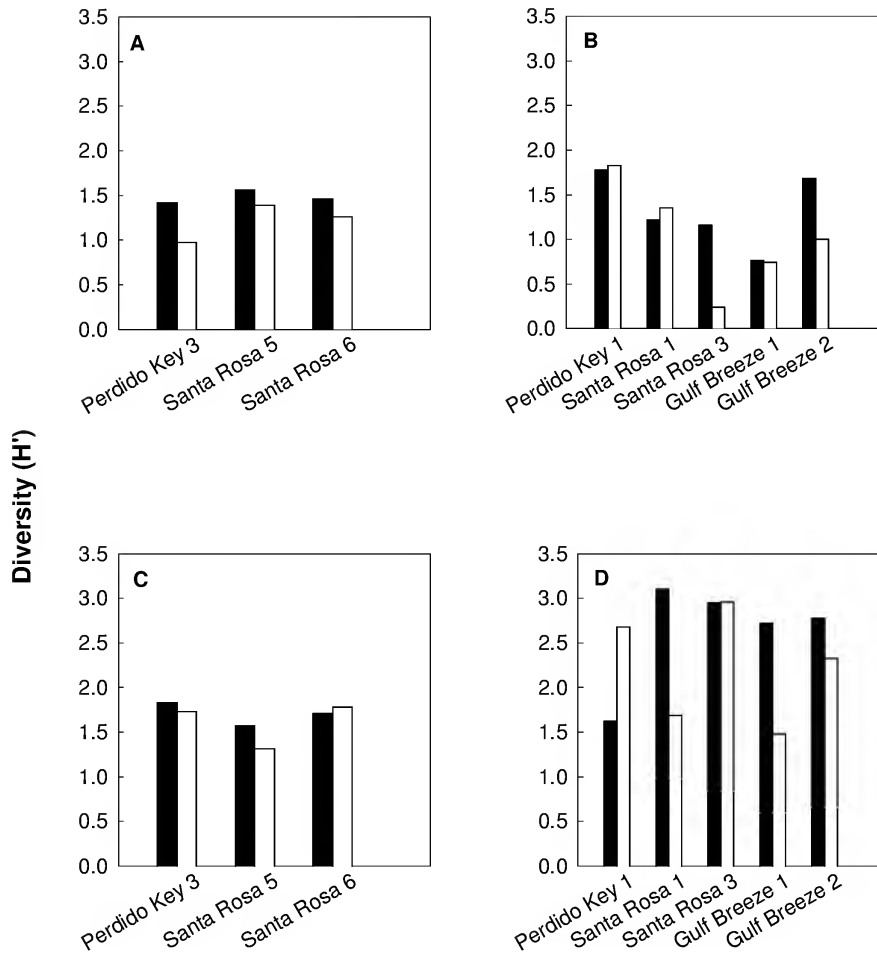 Diversity (H')
A
3.5
3.0
2.5
2.0
1.5
1.0
0.5
0.0
Perdido Key 3
Santa Rosa 5
Santa Rosa 6
B
3.5
3.0
2.5
2.0
1.5
1.0
0.5
0.0
Perdido Key 1
Santa Rosa 1
Santa Rosa 3
Gulf Breeze 1
Gulf Breeze 2
C
3.5
3.0
2.5
2.0
1.5
1.0
0.5
0.0
Perdido Key 3
Santa Rosa 5
Santa Rosa 6
D
3.5
3.0
2.5
2.0
1.5
1.0
0.5
0.0
Perdido Key 1
Santa Rosa 1
Santa Rosa 3
Gulf Breeze 1
Gulf Breeze 2